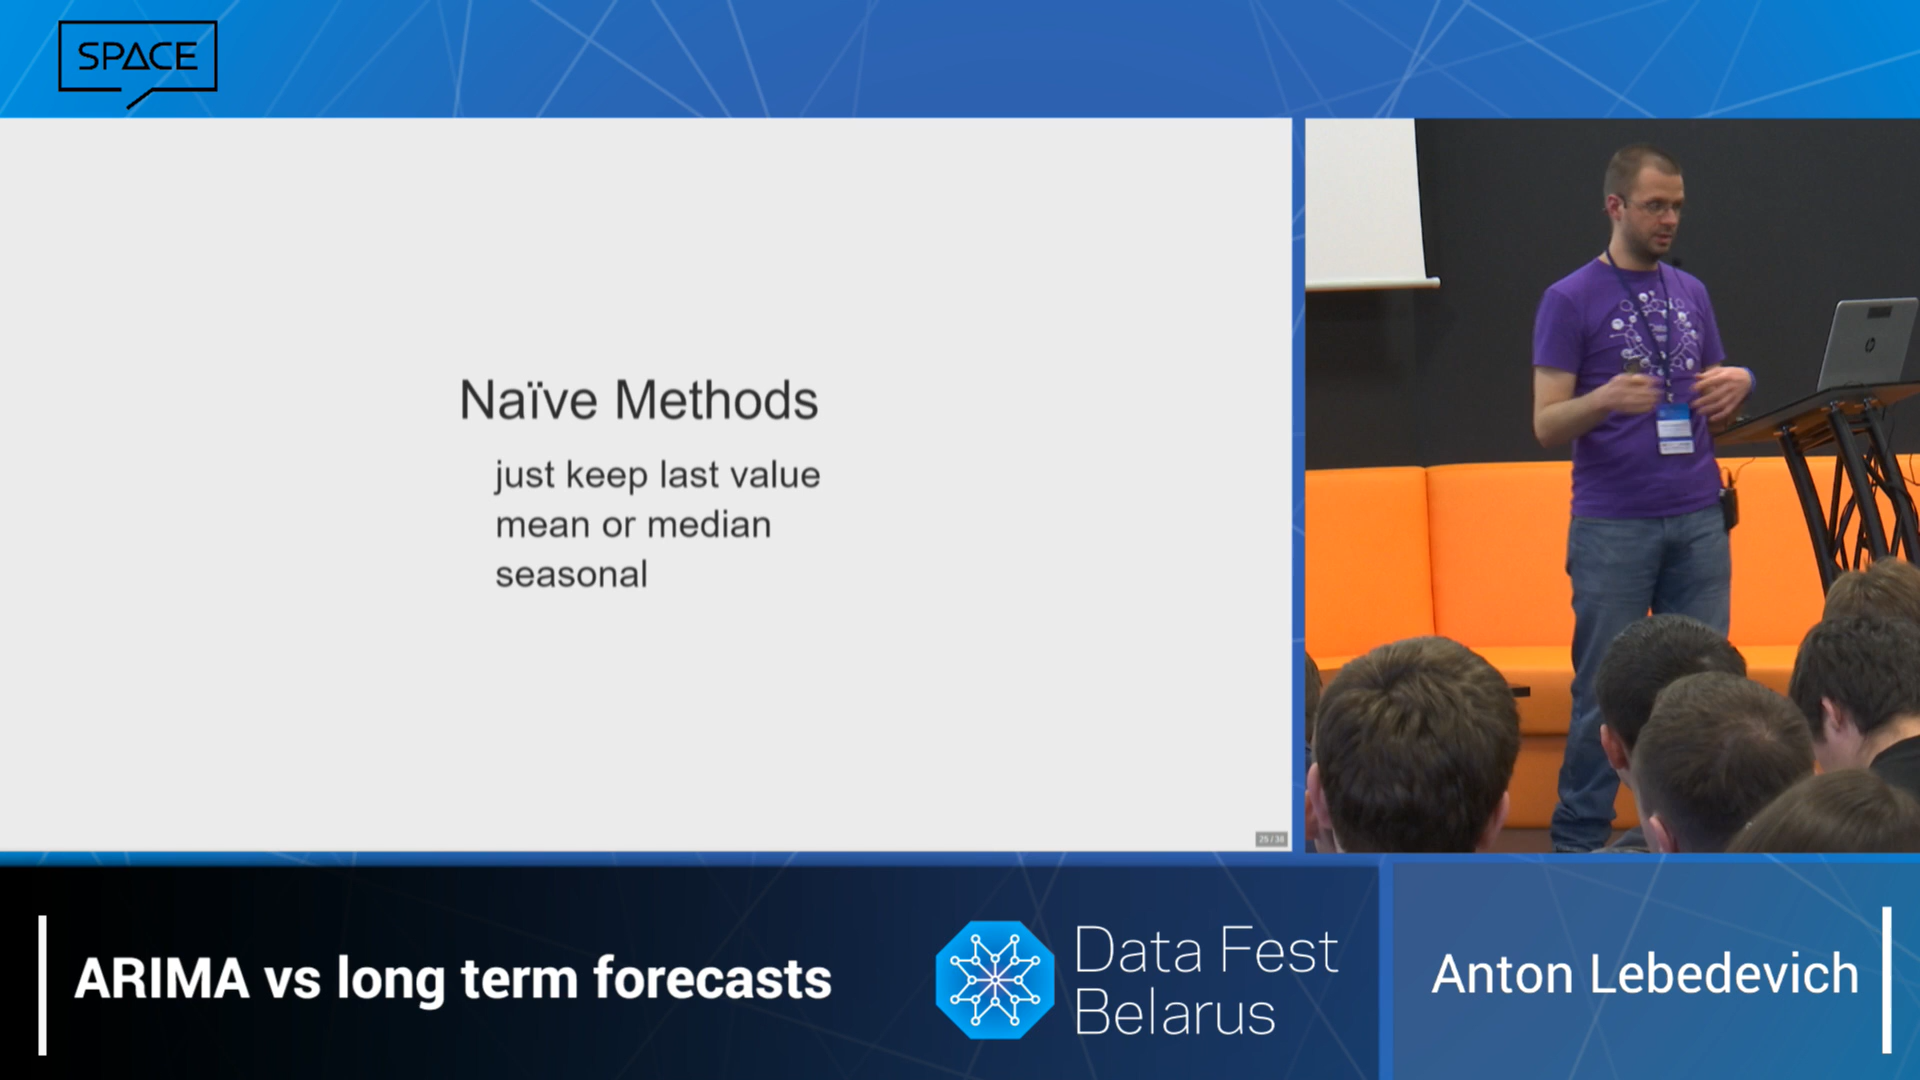 SPACE
Naïve Methods
just keep last value
mean or median
seasonal
ARIMA vs long term forecasts
Data Fest
Belarus
Anton Lebedevich